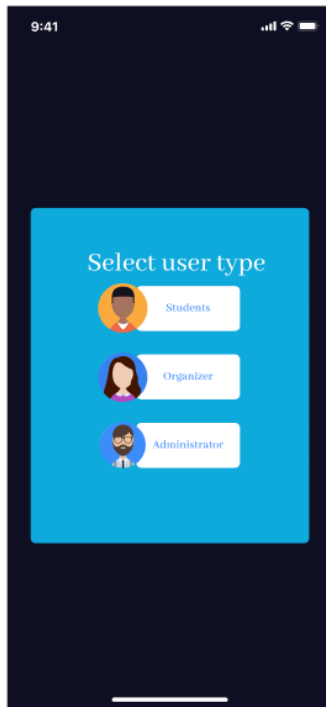 9:41
Select user type
Students
Organizer
Administrator